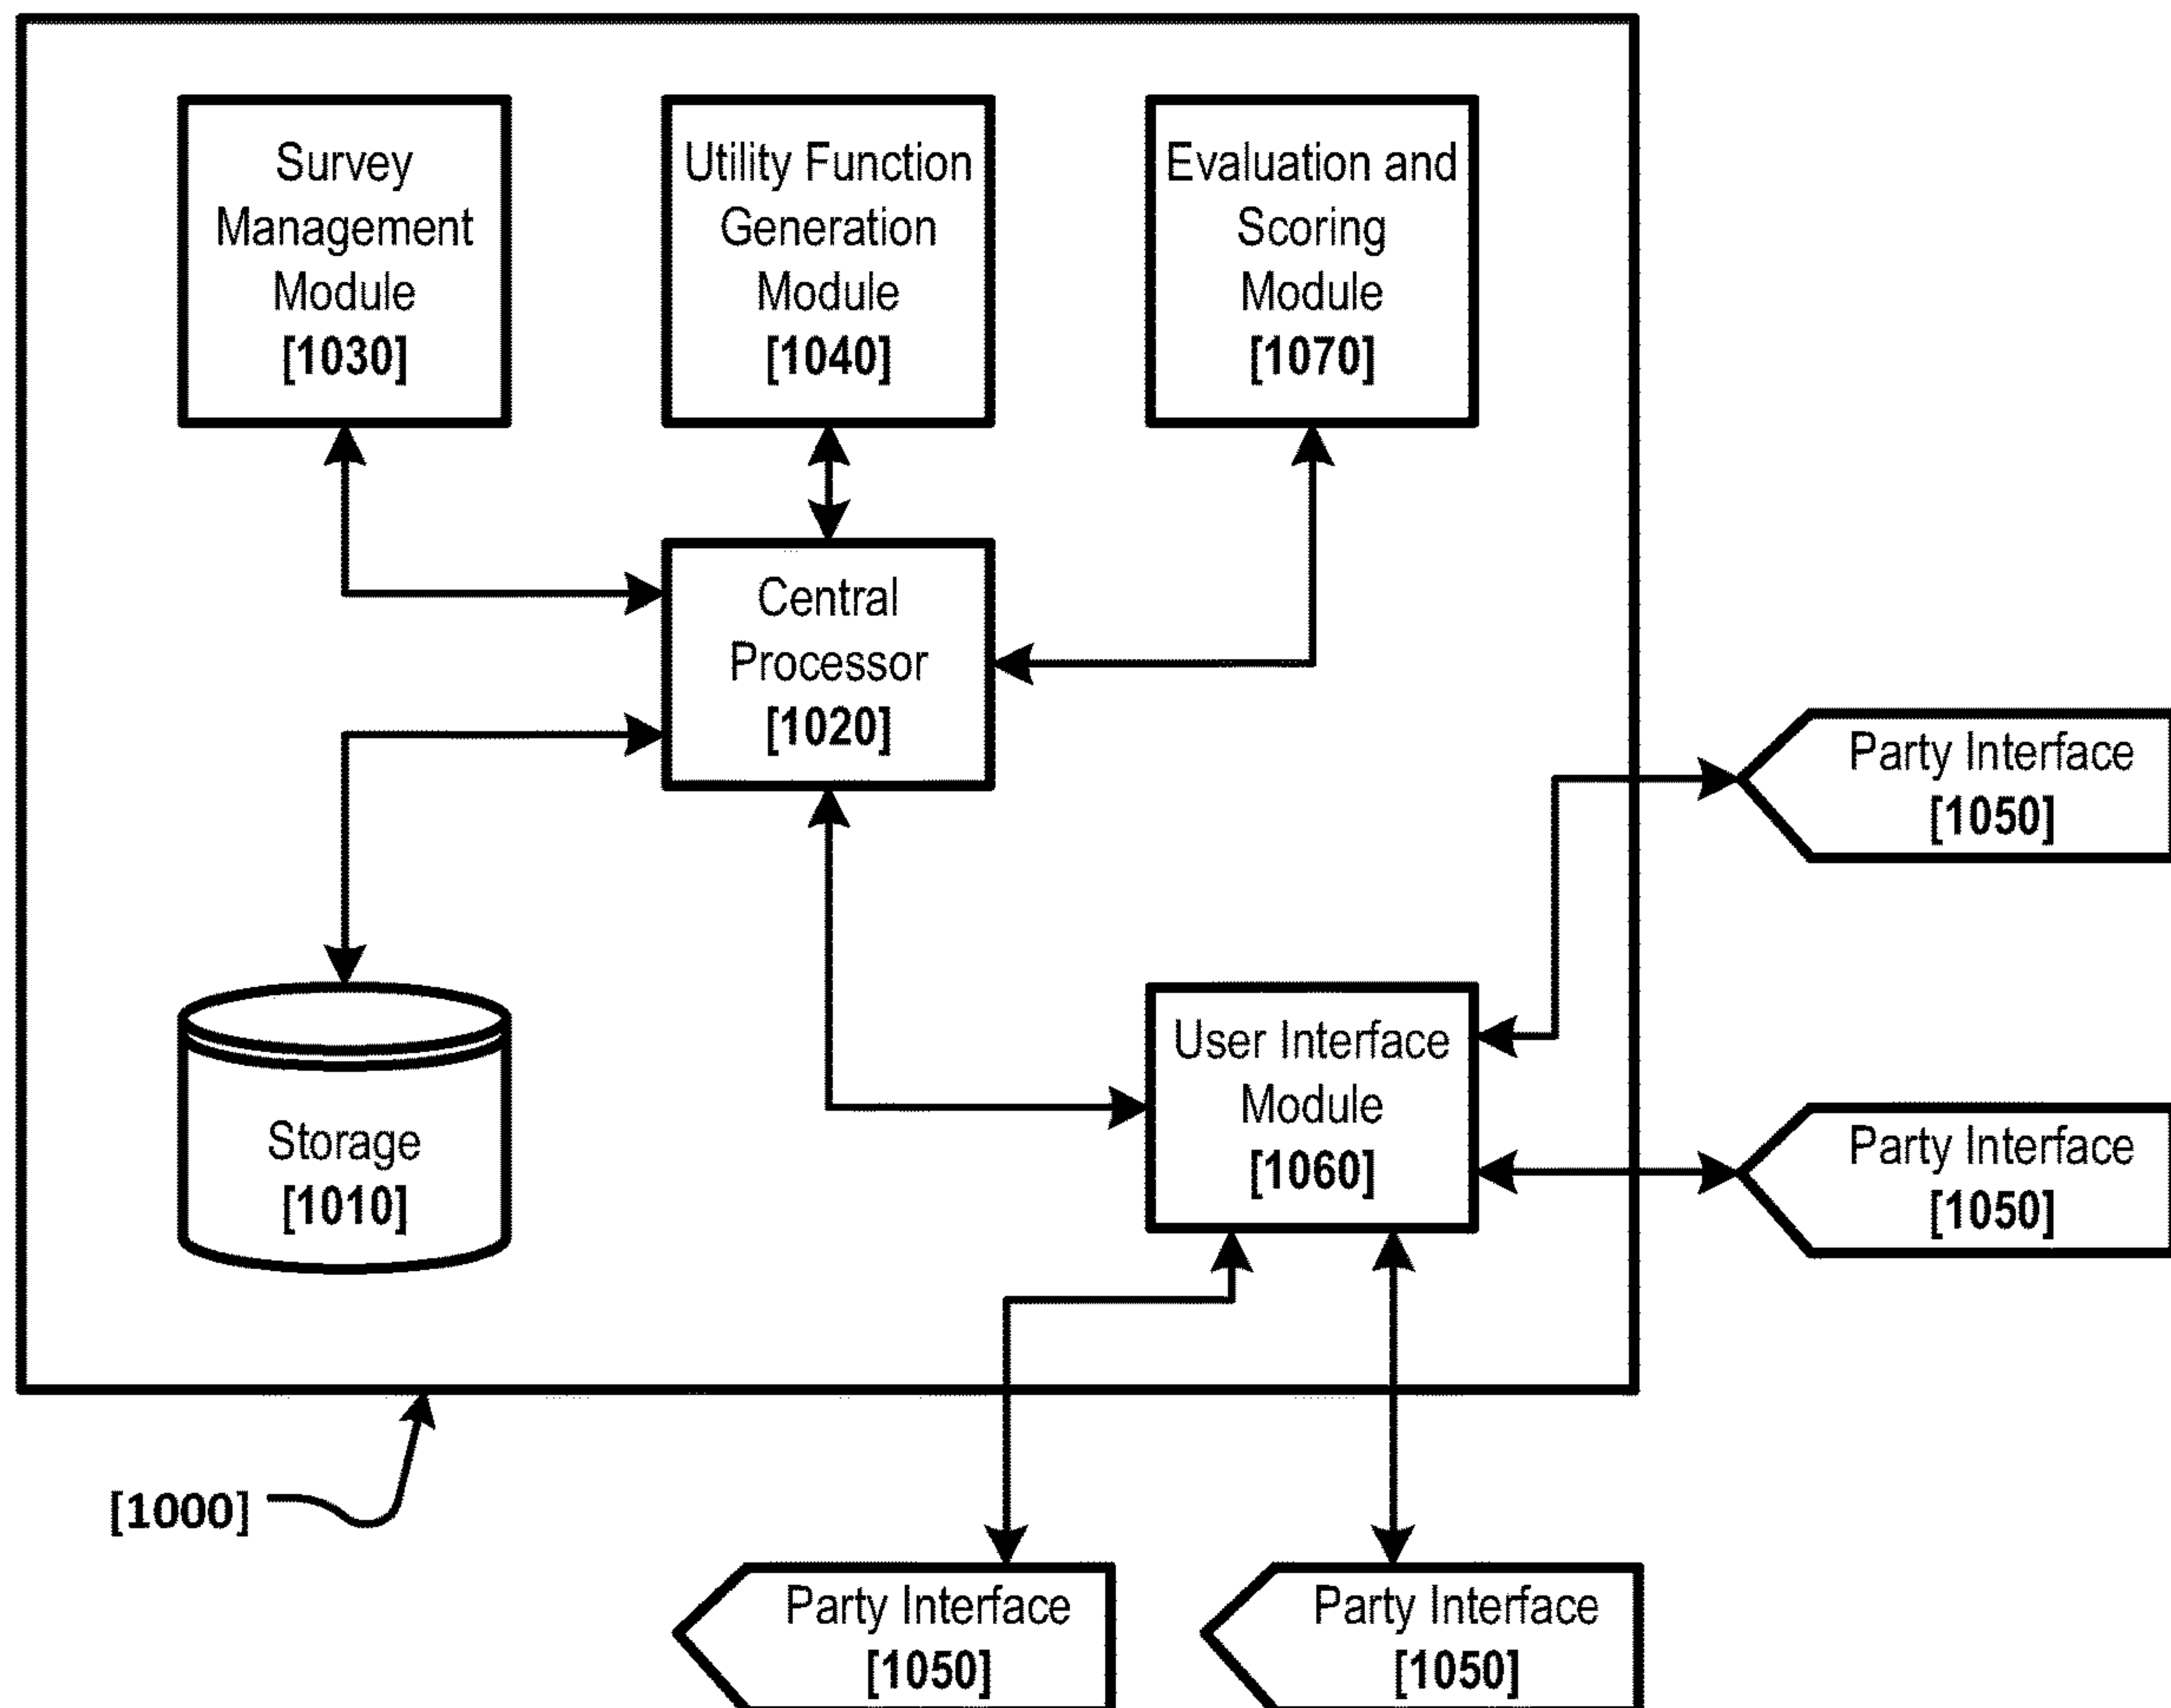 Survey
Management
Module
[1030]
Utility Function
Generation
Module
[1040]
Evaluation and
Scoring
Module
[1070]
Central
Processor
[1020]
Party Interface
[1050]
User Interface
Module
[1060]
Party Interface
[1050]
Storage
[1010]
[1000]
Party Interface
[1050]
Party Interface
[1050]